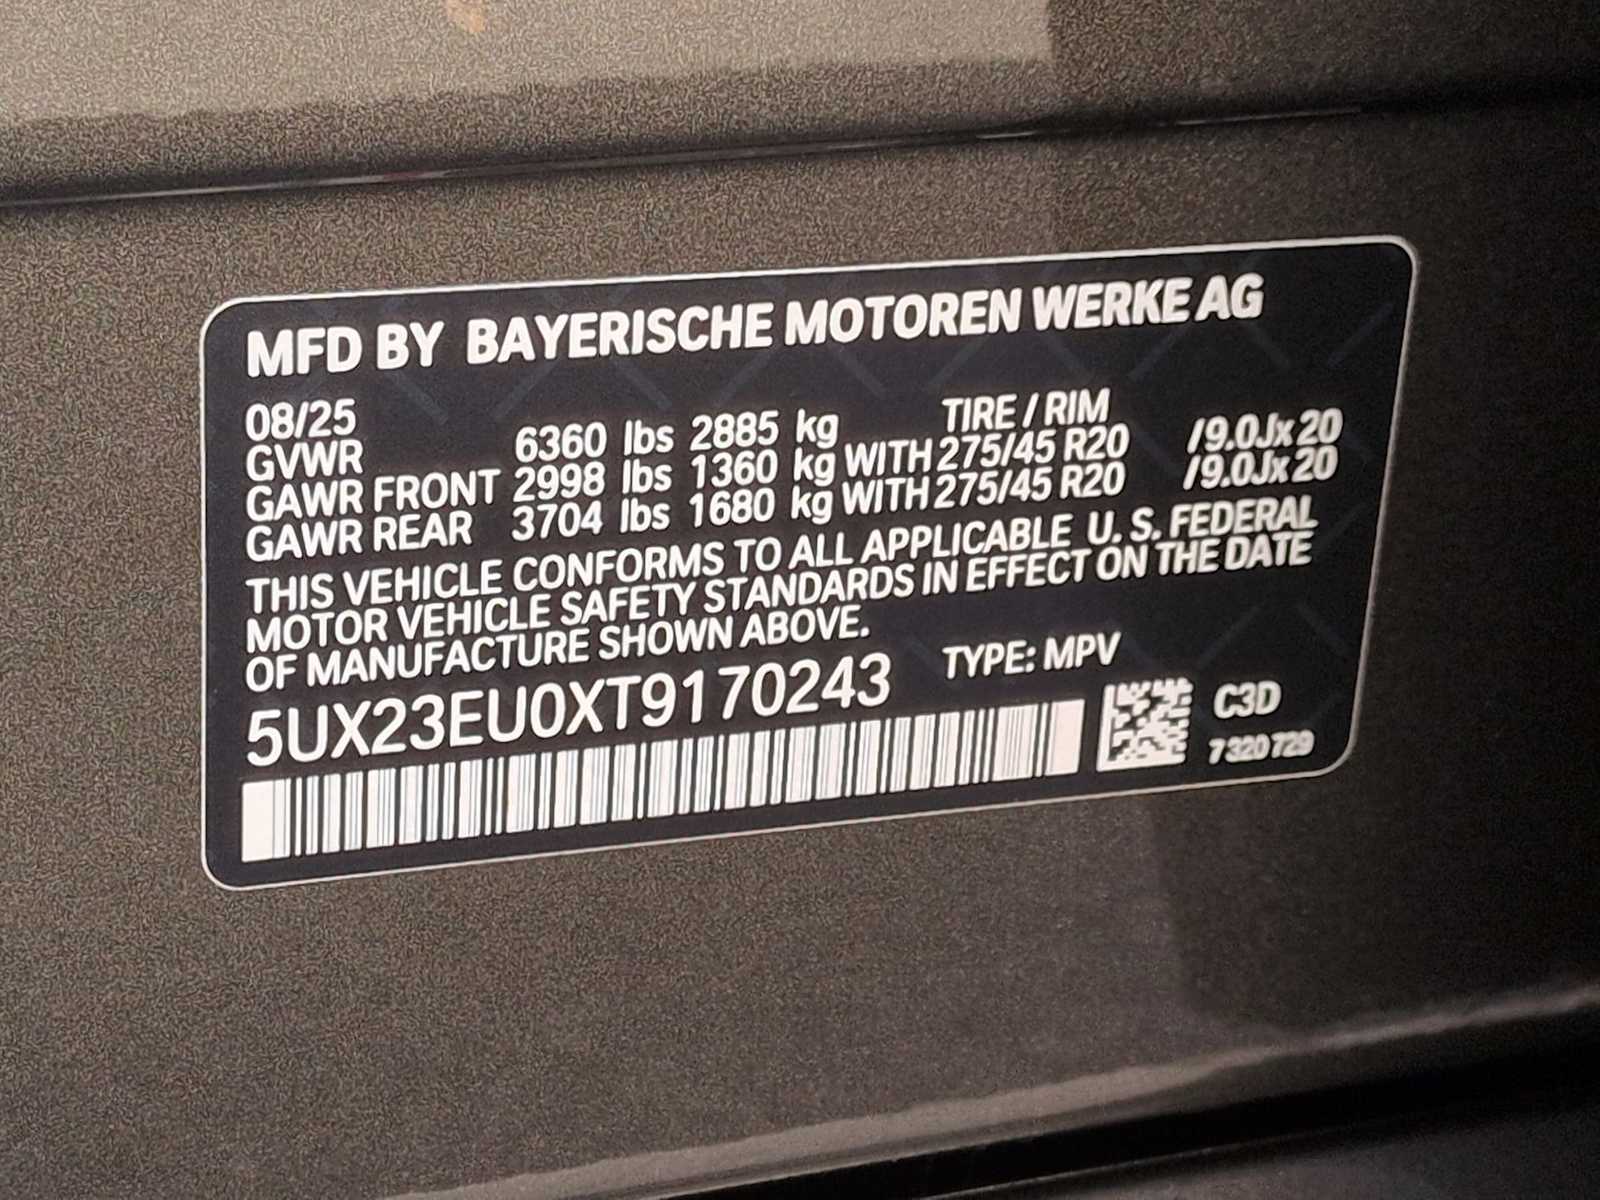 MFD BY BAYERISCHE MOTOREN WERKE AG
08/25 TIRE / RIM
GVWR 6360 lbs 2885 kg
GAWR FRONT 2998 lbs 1360 kg WITH 275/45 R20 /9.0Jx20
GAWR REAR 3704 lbs 1680 kg WITH 275/45 R20 /9.0Jx20
THIS VEHICLE CONFORMS TO ALL APPLICABLE U. S. FEDERAL
MOTOR VEHICLE SAFETY STANDARDS IN EFFECT ON THE DATE
OF MANUFACTURE SHOWN ABOVE.
5UX23EU0XT9170243 TYPE: MPV
C3D
7 320 729